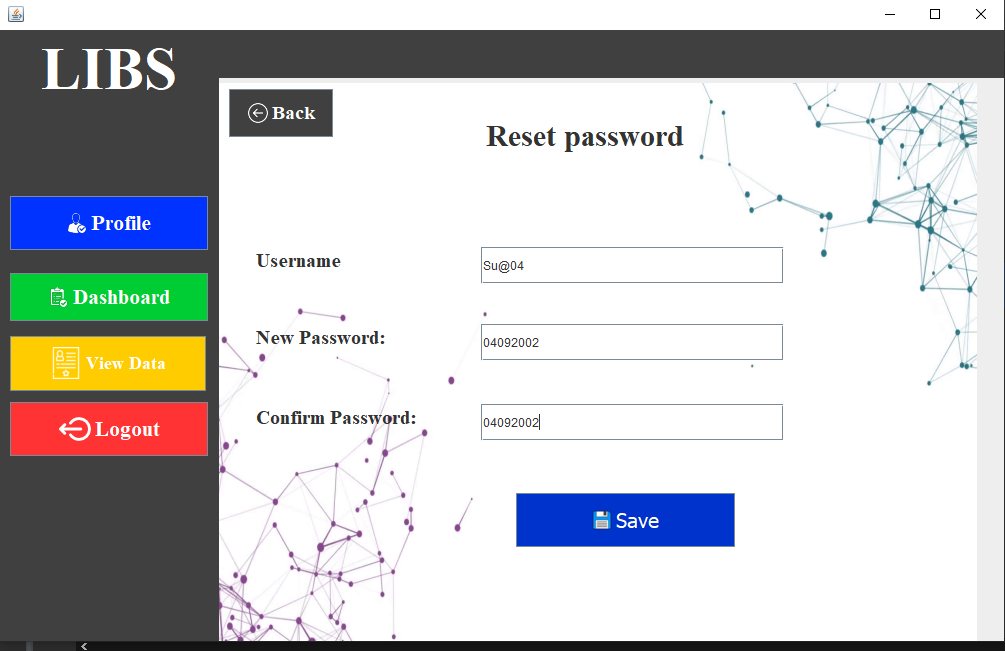 LIBS
Back
Reset password
Profile
Username
Su@04
Dashboard
New Password:
04092002
View Data
Confirm Password:
04092002
Logout
Save